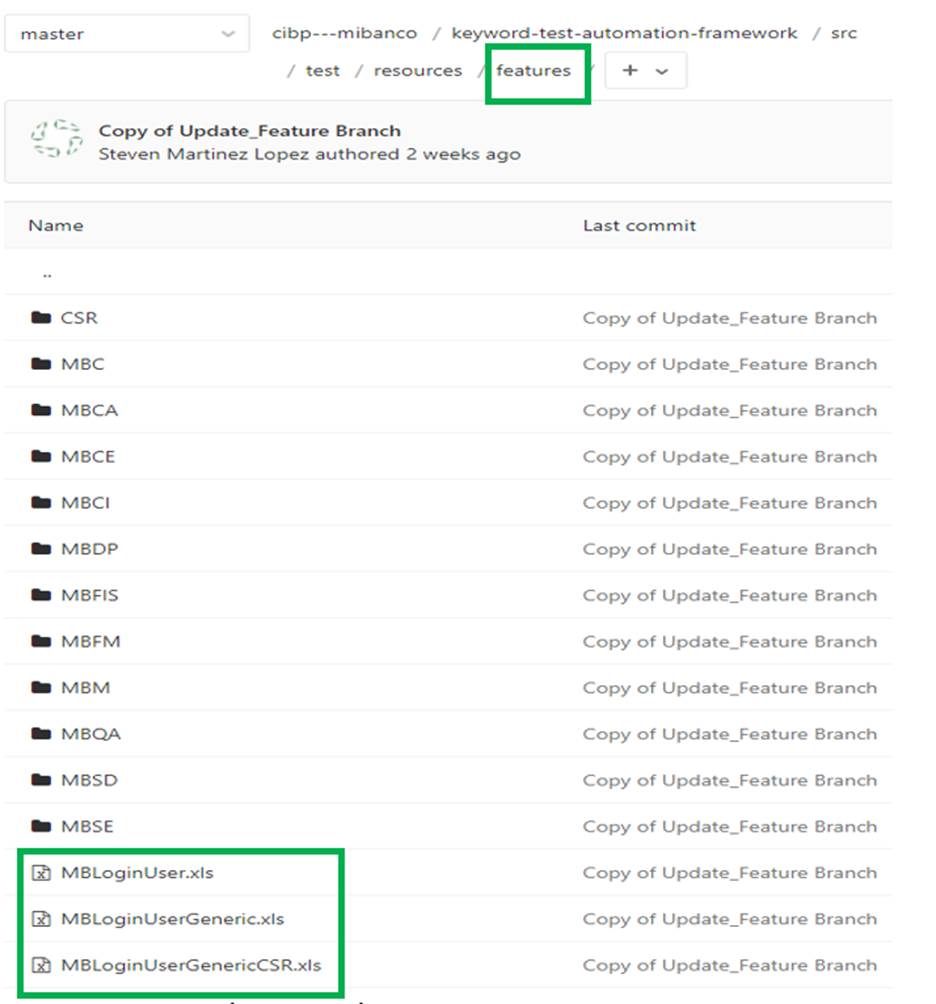 master
cibp---mibanco / keyword-test-automation-framework / src
/ test / resources / features / +
Copy of Update_Feature Branch
Steven Martinez Lopez authored 2 weeks ago
Name Last commit
..
CSR Copy of Update_Feature Branch
MBC Copy of Update_Feature Branch
MBCA Copy of Update_Feature Branch
MBCE Copy of Update_Feature Branch
MBCI Copy of Update_Feature Branch
MBDP Copy of Update_Feature Branch
MBFIS Copy of Update_Feature Branch
MBFM Copy of Update_Feature Branch
MBM Copy of Update_Feature Branch
MBQA Copy of Update_Feature Branch
MBSD Copy of Update_Feature Branch
MBSE Copy of Update_Feature Branch
MBLoginUser.xls Copy of Update_Feature Branch
MBLoginUserGeneric.xls Copy of Update_Feature Branch
MBLoginUserGenericCSR.xls Copy of Update_Feature Branch